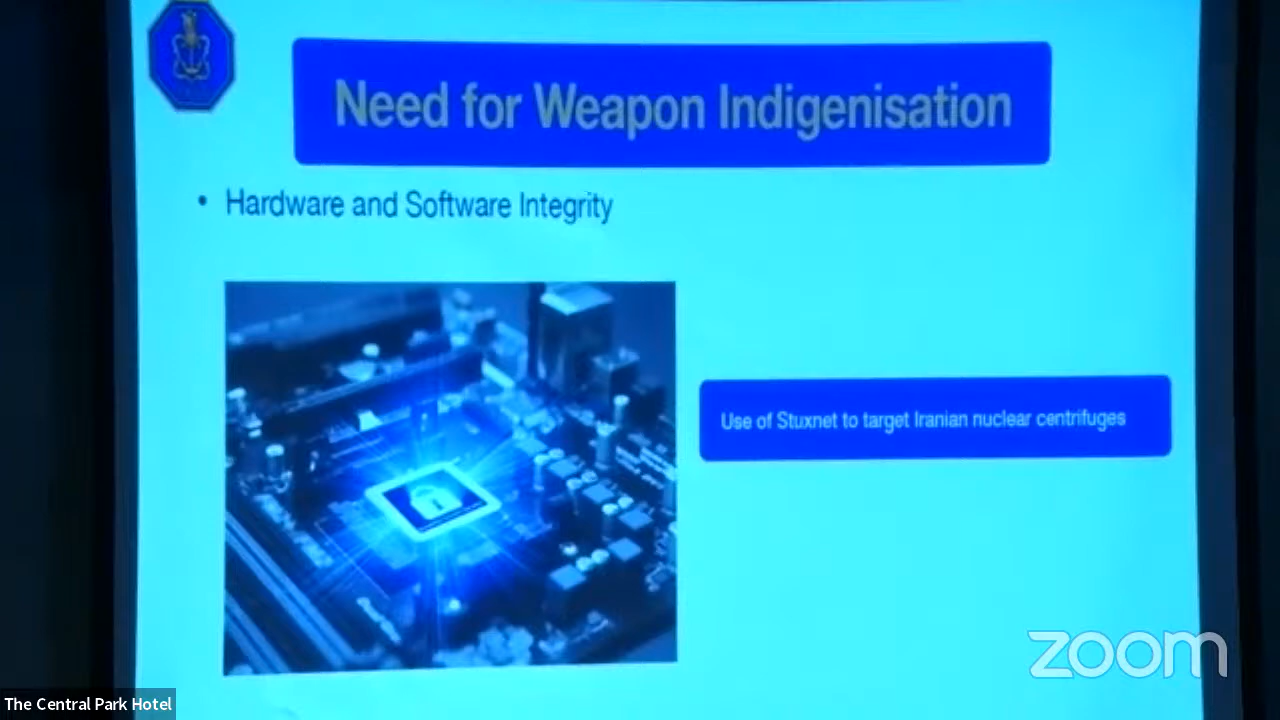 Need for Weapon Indigenisation
• Hardware and Software Integrity
Use of Stuxnet to target Iranian nuclear centrifuges
zoom
The Central Park Hotel